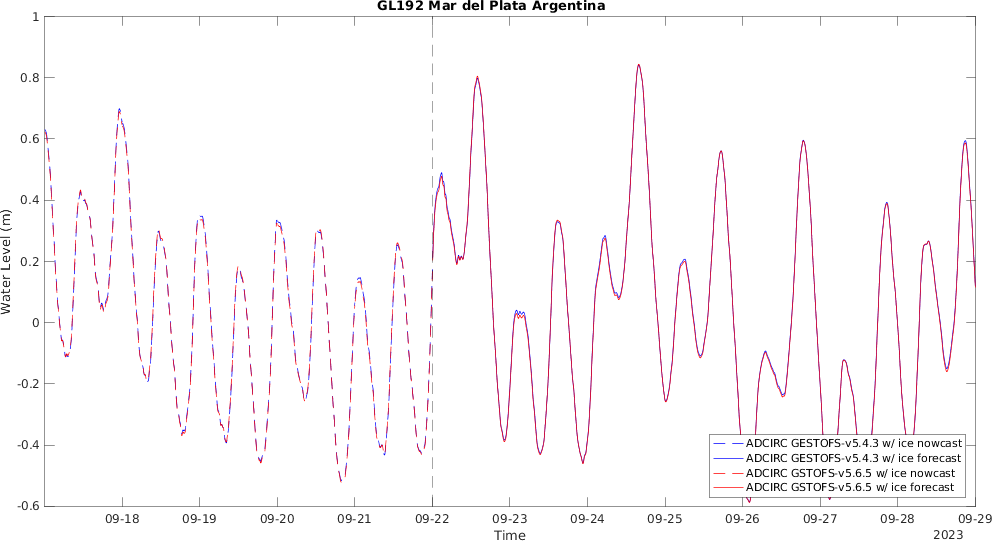 GL192 Mar del Plata Argentina
1
0.8
0.6
0.4
0.2
0
-0.2
-0.4
-0.6
Water Level (m)
ADCIRC GESTOFS-v5.4.3 w/ ice nowcast
ADCIRC GESTOFS-v5.4.3 w/ ice forecast
ADCIRC GSTOFS-v5.6.5 w/ ice nowcast
ADCIRC GSTOFS-v5.6.5 w/ ice forecast
09-18 09-19 09-20 09-21 09-22 09-23 09-24 09-25 09-26 09-27 09-28 09-29
Time
2023